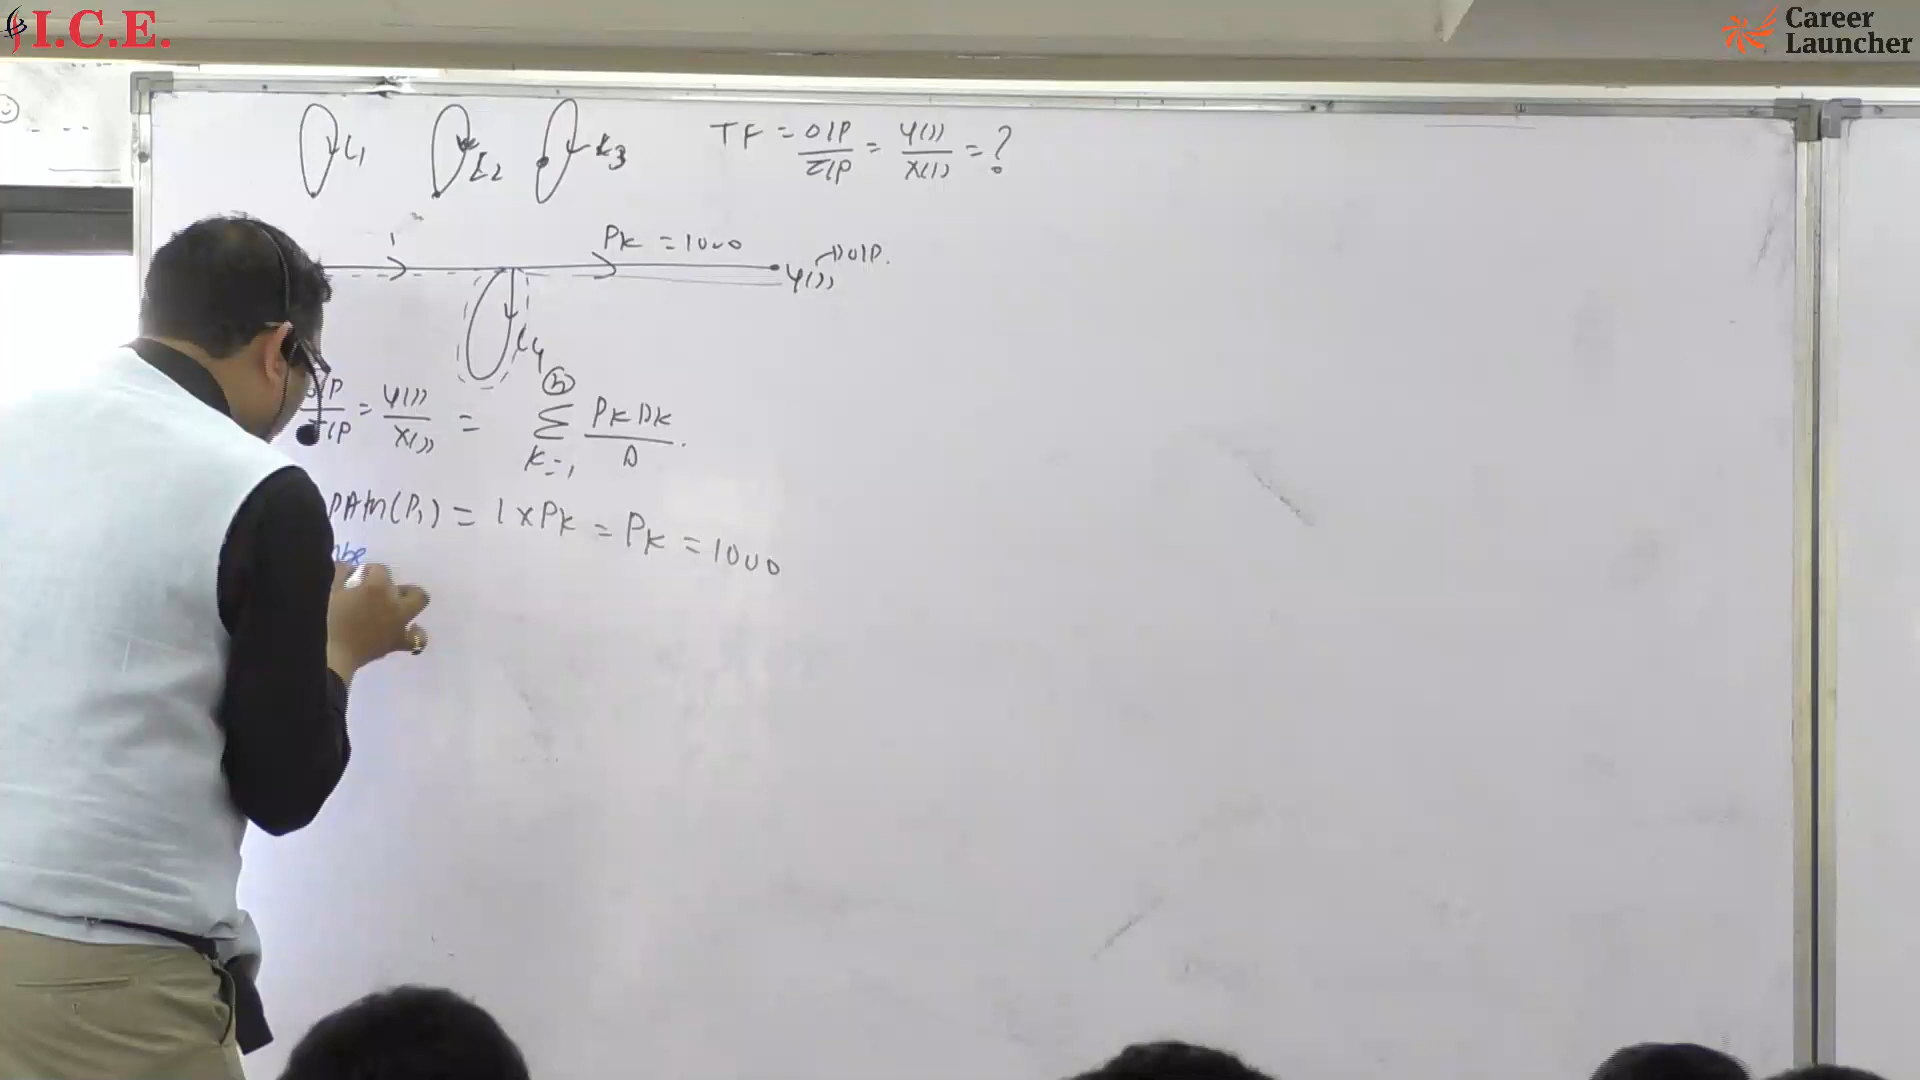 I.C.E.
Career
Launcher
L1 L2 L3 TF = O/P / I/P = Y(s) / X(s) = ?
1 PK = 1000
Y(s) → O/P.
L4
O/P / I/P = Y(s) / X(s) = n Σ K=1 PK ΔK / Δ.
PAth(P1) = 1 x PK = PK = 1000